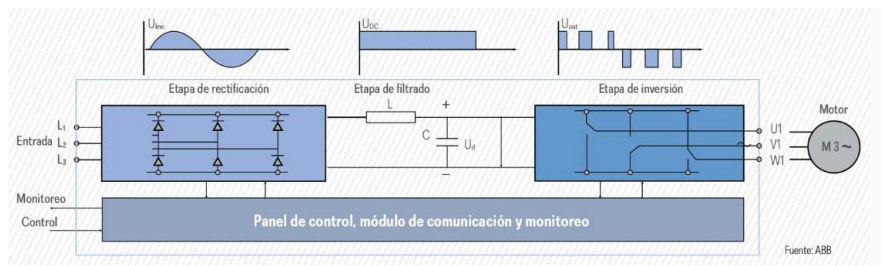 Uline
UDC
Uout
Etapa de rectificación
Etapa de filtrado
Etapa de inversión
L
+
C
Ud
–
Entrada
L1
L2
L3
U1
V1
W1
Motor
M 3 ~
Monitoreo
Control
Panel de control, módulo de comunicación y monitoreo
Fuente: ABB